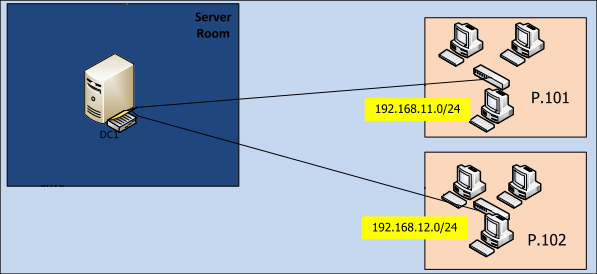 Server
Room
DC1
192.168.11.0/24
P.101
192.168.12.0/24
P.102